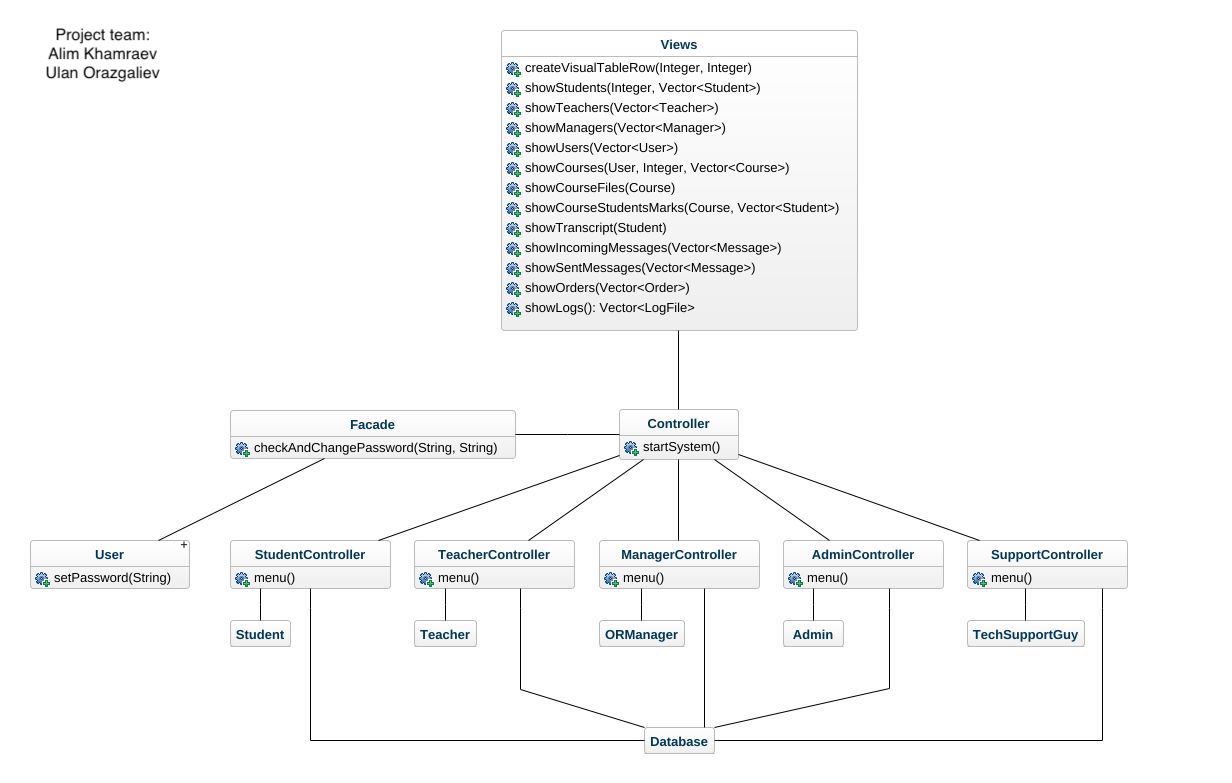 Project team:
Alim Khamraev
Ulan Orazgaliev
Views
createVisualTableRow(Integer, Integer)
showStudents(Integer, Vector<Student>)
showTeachers(Vector<Teacher>)
showManagers(Vector<Manager>)
showUsers(Vector<User>)
showCourses(User, Integer, Vector<Course>)
showCourseFiles(Course)
showCourseStudentsMarks(Course, Vector<Student>)
showTranscript(Student)
showIncomingMessages(Vector<Message>)
showSentMessages(Vector<Message>)
showOrders(Vector<Order>)
showLogs(): Vector<LogFile>
Facade
checkAndChangePassword(String, String)
Controller
startSystem()
User +
setPassword(String)
StudentController
menu()
TeacherController
menu()
ManagerController
menu()
AdminController
menu()
SupportController
menu()
Student
Teacher
ORManager
Admin
TechSupportGuy
Database